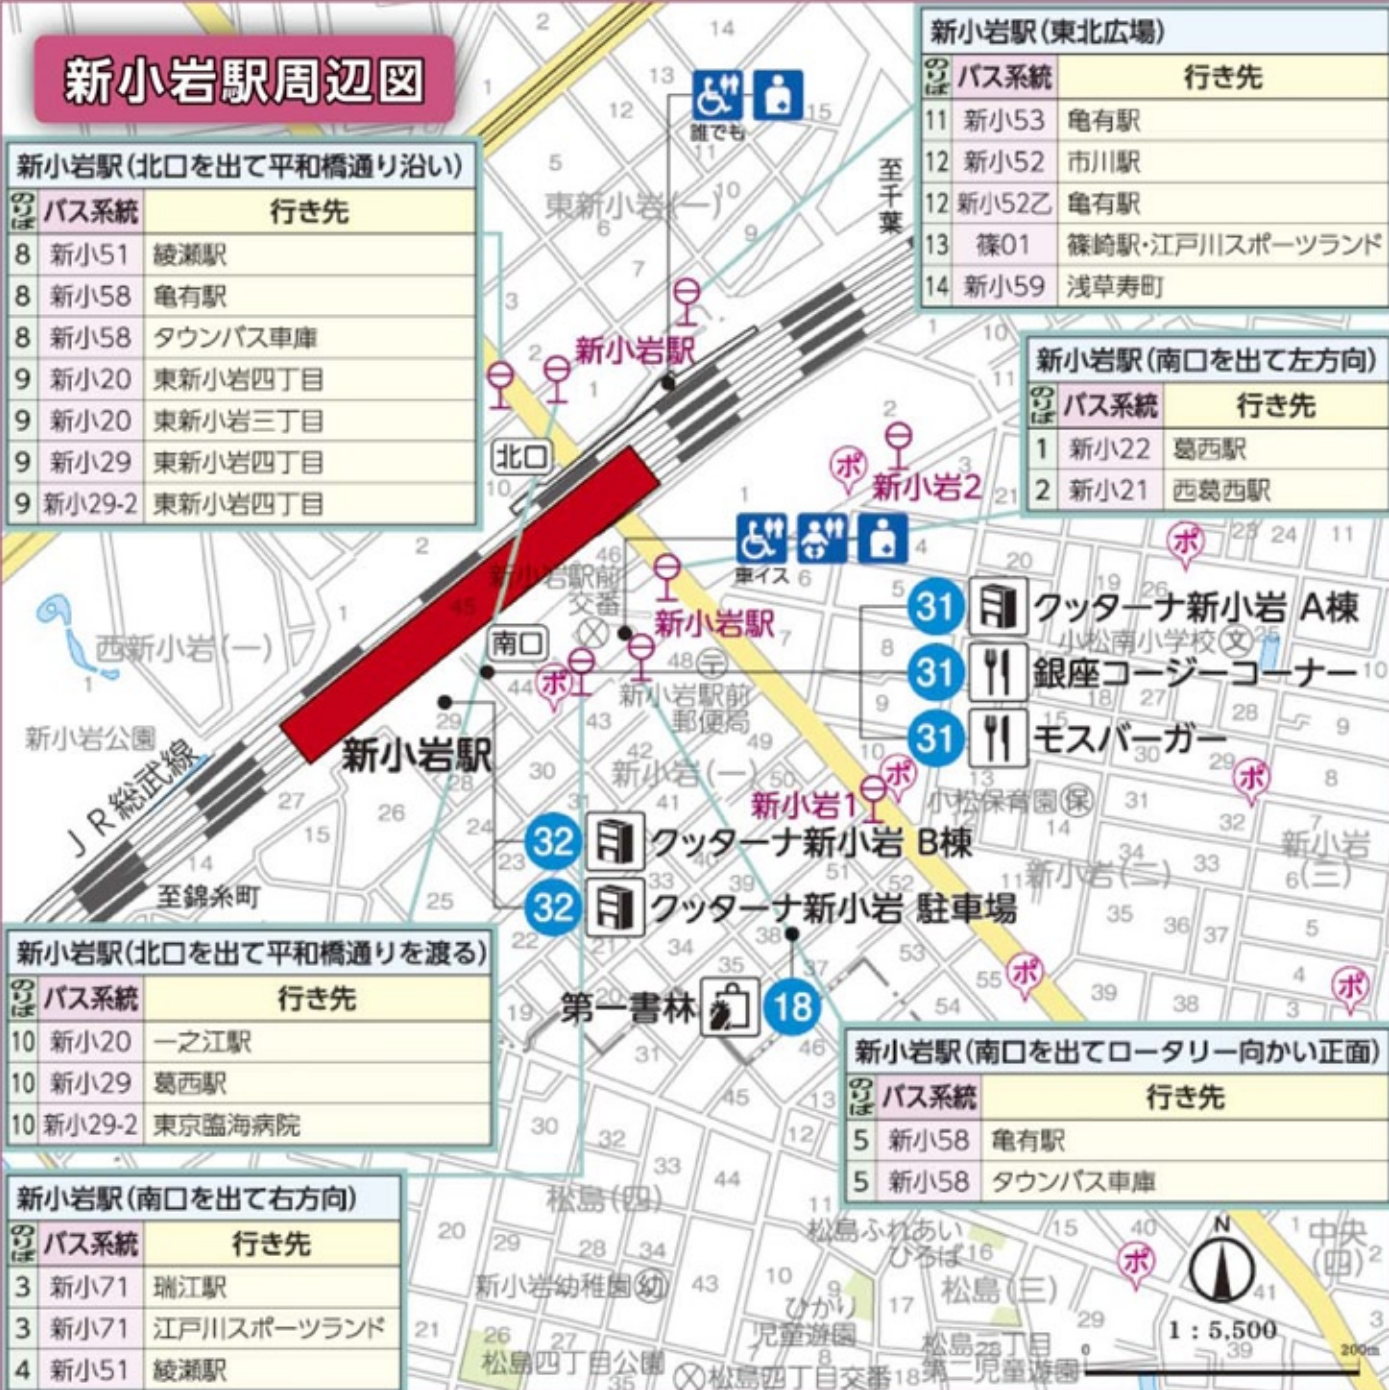 新小岩駅周辺図
新小岩駅(北口を出て平和橋通り沿い)
のりば バス系統 行き先
8 新小51 綾瀬駅
8 新小58 亀有駅
8 新小58 タウンバス車庫
9 新小20 東新小岩四丁目
9 新小20 東新小岩三丁目
9 新小29 東新小岩四丁目
9 新小29-2 東新小岩四丁目
新小岩駅(東北広場)
のりば バス系統 行き先
11 新小53 亀有駅
12 新小52 市川駅
12 新小52乙 亀有駅
13 篠01 篠崎駅・江戸川スポーツランド
14 新小59 浅草寿町
新小岩駅(南口を出て左方向)
のりば バス系統 行き先
1 新小22 葛西駅
2 新小21 西葛西駅
誰でも
至千葉
東新小岩(一)
新小岩駅
北口
ポ
新小岩2
車イス
新小岩駅前
交番
新小岩駅
南口
ポ
新小岩駅前
郵便局
西新小岩(一)
新小岩公園
JR総武線
至錦糸町
新小岩駅
新小岩(一)
新小岩1
ポ
31 クッターナ新小岩 A棟
小松南小学校 文
31 銀座コージーコーナー
31 モスバーガー
小松保育園 保
新小岩(二)
新小岩
(三)
32 クッターナ新小岩 B棟
32 クッターナ新小岩 駐車場
第一書林 18
新小岩駅(北口を出て平和橋通りを渡る)
のりば バス系統 行き先
10 新小20 一之江駅
10 新小29 葛西駅
10 新小29-2 東京臨海病院
新小岩駅(南口を出てロータリー向かい正面)
のりば バス系統 行き先
5 新小58 亀有駅
5 新小58 タウンバス車庫
新小岩駅(南口を出て右方向)
のりば バス系統 行き先
3 新小71 瑞江駅
3 新小71 江戸川スポーツランド
4 新小51 綾瀬駅
松島(四)
新小岩幼稚園 幼
松島四丁目公園
松島四丁目交番
松島ふれあい
ひろば
ひかり
児童遊園
松島(三)
松島三丁目
第二児童遊園
中央
(四)
N
1:5,500
0 200m